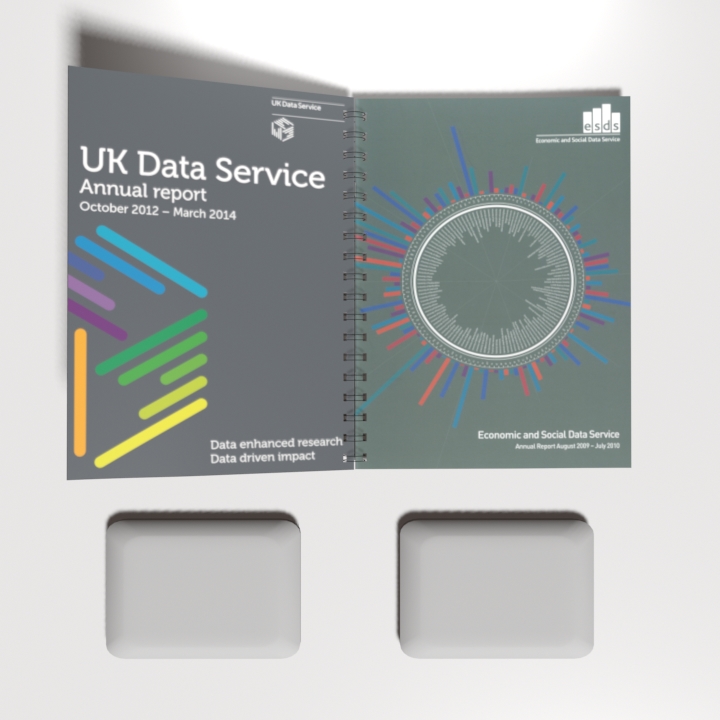 UK Data Service
UK Data Service
Annual report
October 2012 – March 2014
Data enhanced research
Data driven impact
esds
Economic and Social Data Service
Economic and Social Data Service
Annual Report August 2009 – July 2010